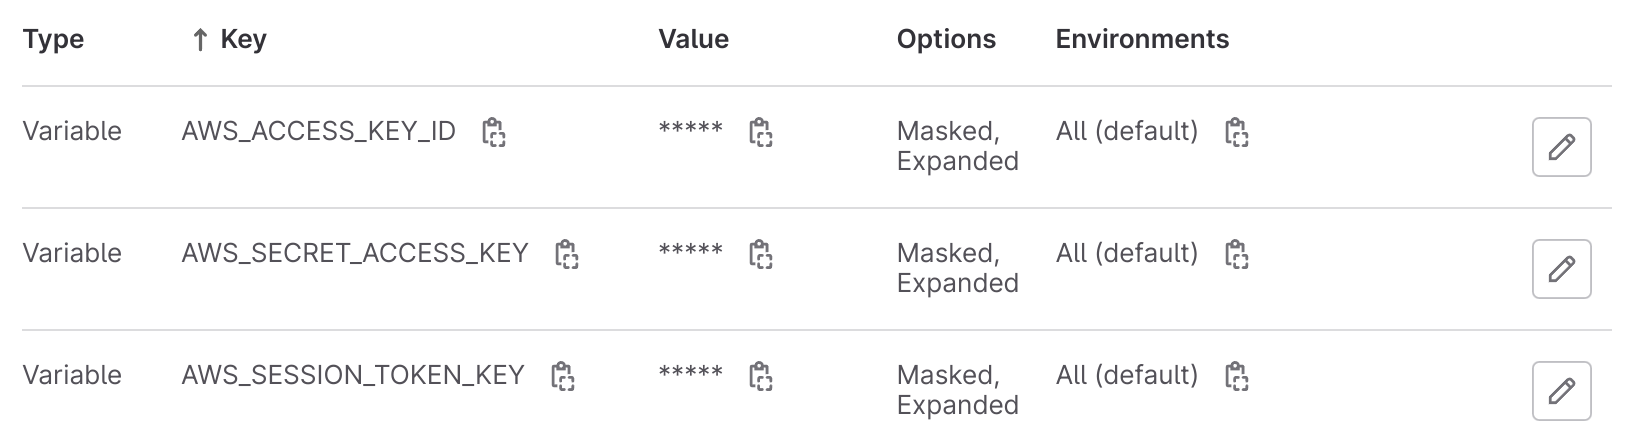 Type ↑ Key Value Options Environments
Variable AWS_ACCESS_KEY_ID ***** Masked, All (default)
Expanded
Variable AWS_SECRET_ACCESS_KEY ***** Masked, All (default)
Expanded
Variable AWS_SESSION_TOKEN_KEY ***** Masked, All (default)
Expanded